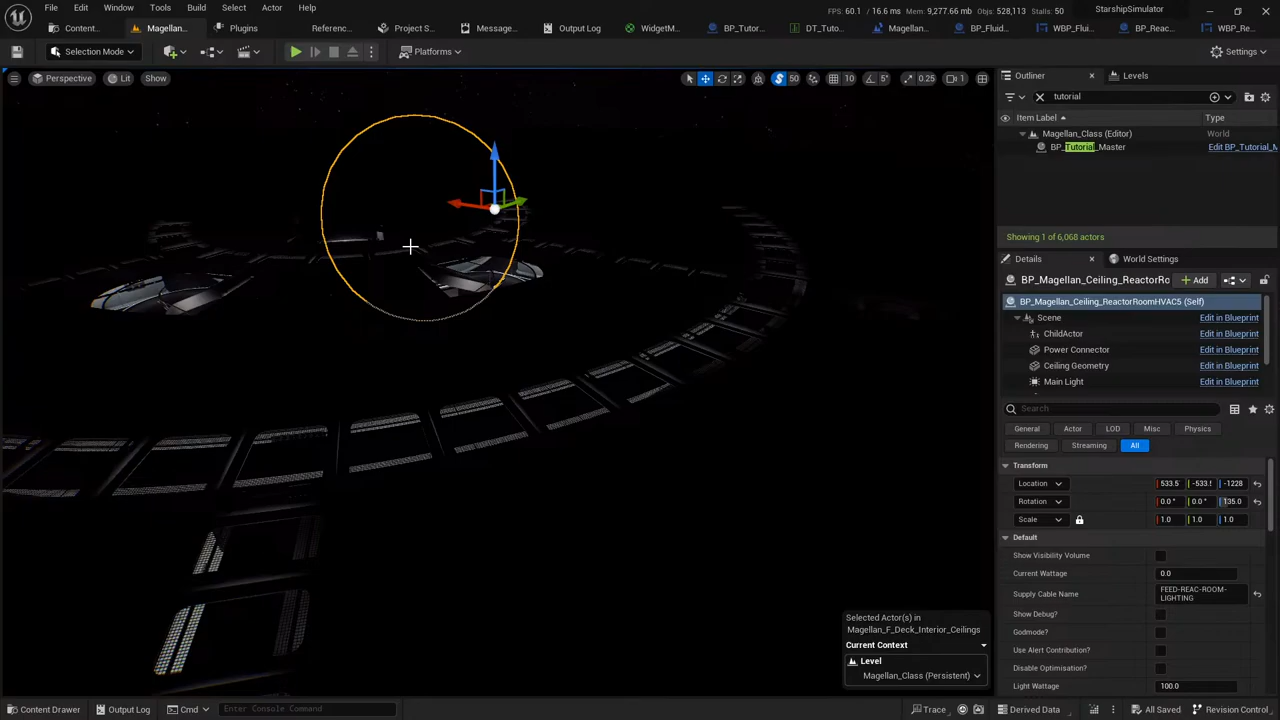 File Edit Window Tools Build Select Actor Help
FPS: 60.1 / 16.6 ms Mem: 9,277.6б mb Objs: 528,113 Stalls: 50
StarshipSimulator
Content... Magellan... Plugins Referenc... Project S... Message... Output Log WidgetM... BP_Tutor... DT_Tuto... Magellan... BP_Fluid... WBP_Flui... BP_Reac... WBP_Re...
Selection Mode Platforms Settings
Perspective Lit Show 50 10 5° 0.25 1
Outliner Levels
tutorial
Item Label Type
Magellan_Class (Editor) World
BP_Tutorial_Master Edit BP_Tutorial_M
Showing 1 of 6,068 actors
Details World Settings
BP_Magellan_Ceiling_ReactorRo Add
BP_Magellan_Ceiling_ReactorRoomHVAC5 (Self)
Scene Edit in Blueprint
ChildActor Edit in Blueprint
Power Connector Edit in Blueprint
Ceiling Geometry Edit in Blueprint
Main Light Edit in Blueprint
Search
General Actor LOD Misc Physics
Rendering Streaming All
Transform
Location 533.5 -533.5 -1228
Rotation 0.0° 0.0° 135.0
Scale 1.0 1.0 1.0
Default
Show Visibility Volume
Current Wattage 0.0
Supply Cable Name FEED-REAC-ROOM-
LIGHTING
Show Debug?
Godmode?
Use Alert Contribution?
Disable Optimisation?
Light Wattage 100.0
Selected Actor(s) in
Magellan_F_Deck_Interior_Ceilings
Current Context
Level
Magellan_Class (Persistent)
Content Drawer Output Log Cmd Enter Console Command Trace Derived Data All Saved Revision Control